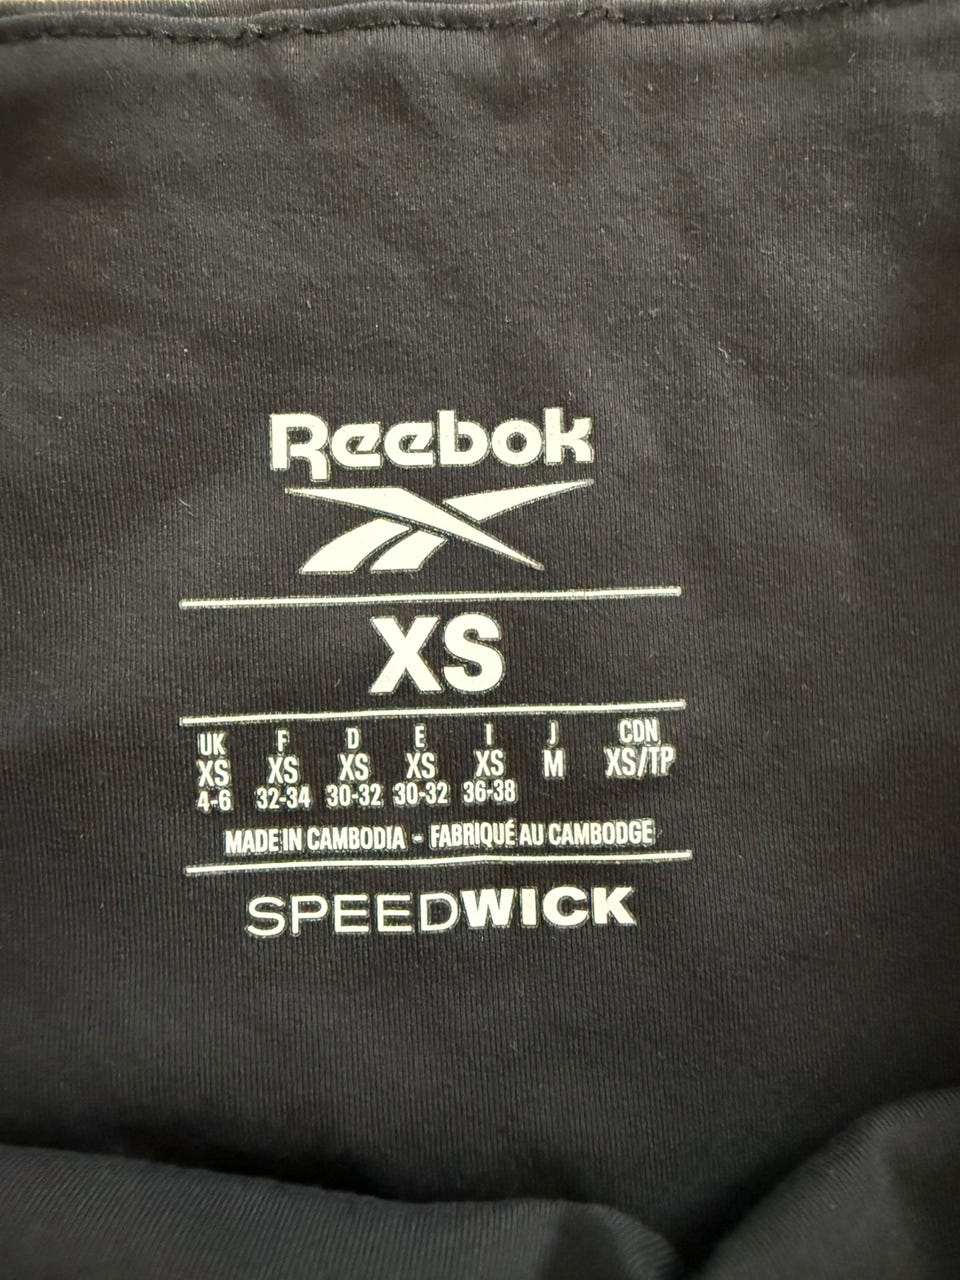 Reebok
XS
UK F D E I J CDN
XS XS XS XS XS M XS/TP
4-6 32-34 30-32 30-32 36-38
MADE IN CAMBODIA - FABRIQUÉ AU CAMBODGE
SPEEDWICK